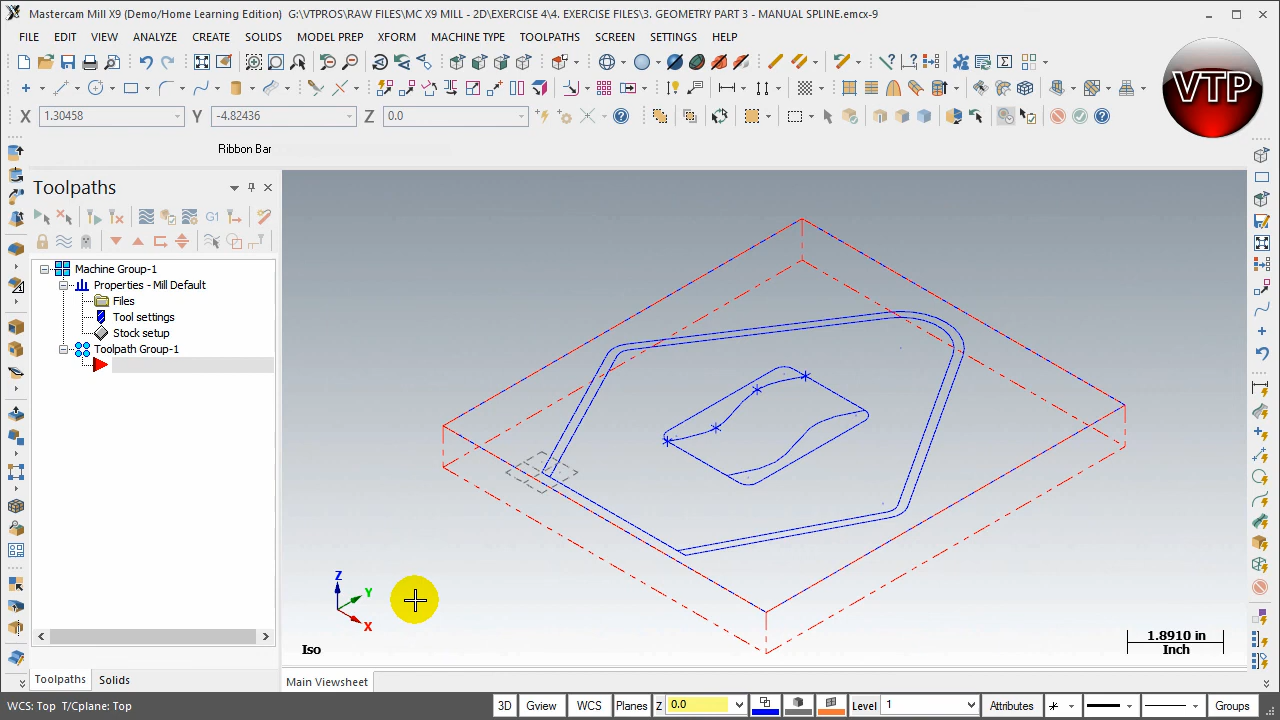 Mastercam Mill X9 (Demo/Home Learning Edition) G:\VTPROS\RAW FILES\MC X9 MILL - 2D\EXERCISE 4\4. EXERCISE FILES\3. GEOMETRY PART 3 - MANUAL SPLINE.emcx-9
FILE EDIT VIEW ANALYZE CREATE SOLIDS MODEL PREP XFORM MACHINE TYPE TOOLPATHS SCREEN SETTINGS HELP
VTP
X 1.30458 Y -4.82436 Z 0.0
Ribbon Bar
Toolpaths
G1
Machine Group-1
Properties - Mill Default
Files
Tool settings
Stock setup
Toolpath Group-1
Z
Y
X
Iso
1.8910 in
Inch
Toolpaths Solids
Main Viewsheet
WCS: Top T/Cplane: Top
3D Gview WCS Planes Z 0.0 Level 1 Attributes Groups